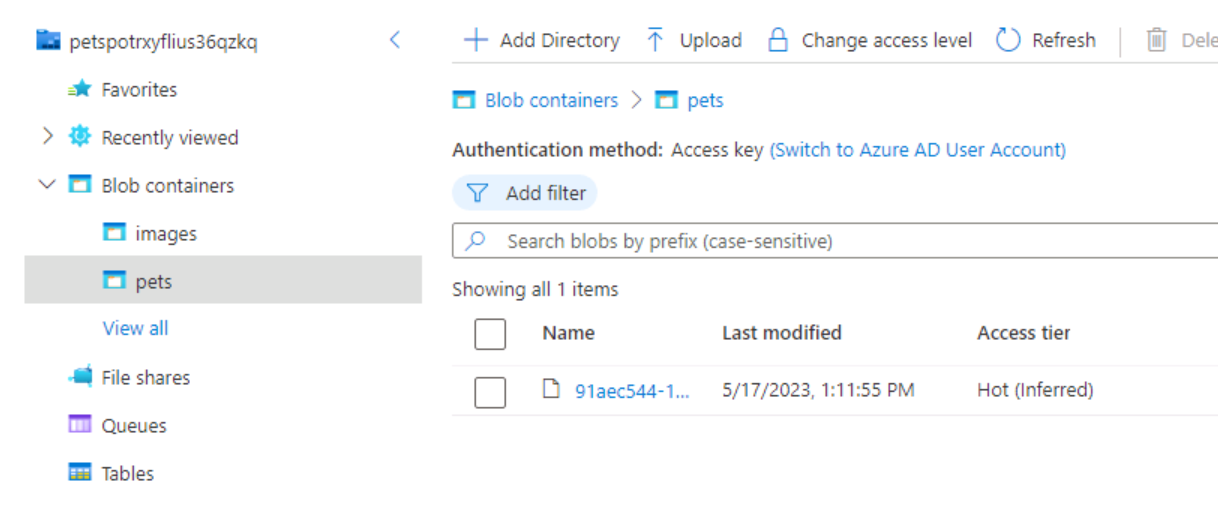 petspotrxyflius36qzkq
Favorites
Recently viewed
Blob containers
images
pets
View all
File shares
Queues
Tables
Add Directory Upload Change access level Refresh Dele
Blob containers > pets
Authentication method: Access key (Switch to Azure AD User Account)
Add filter
Search blobs by prefix (case-sensitive)
Showing all 1 items
Name Last modified Access tier
91aec544-1... 5/17/2023, 1:11:55 PM Hot (Inferred)